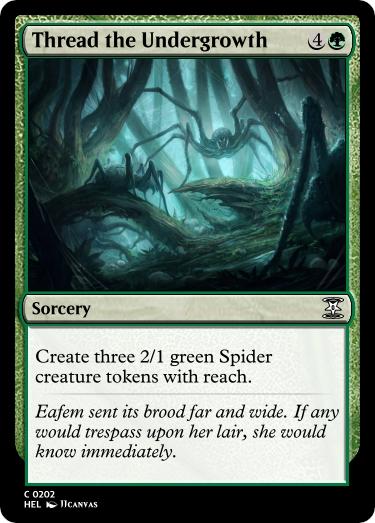 Thread the Undergrowth 4
Sorcery
Create three 2/1 green Spider
creature tokens with reach.
Eafem sent its brood far and wide. If any
would trespass upon her lair, she would
know immediately.
C 0202
HEL JICANVAS